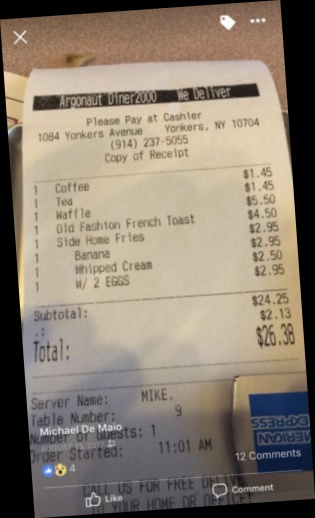 Argonaut Diner2000 We Deliver
Please Pay at Cashier
1084 Yonkers Avenue Yonkers, NY 10704
(914) 237-5055
Copy of Receipt
1 Coffee $1.45
1 Tea $1.45
1 Waffle $5.50
1 Old Fashion French Toast $4.50
1 Side Home Fries $2.95
1 Banana $2.95
1 Whipped Cream $2.50
1 W/ 2 EGGS $2.95
Subtotal: $24.25
.: $2.13
Total: $26.38
Server Name: MIKE.
Table Number: 9
Michael De Maio
Number of Guests: 1
Order Started: 11:01 AM
AMERICAN EXPRESS
4
12 Comments
CALL US FOR FREE
TO YOUR HOME OR OFFICE!
Like Comment